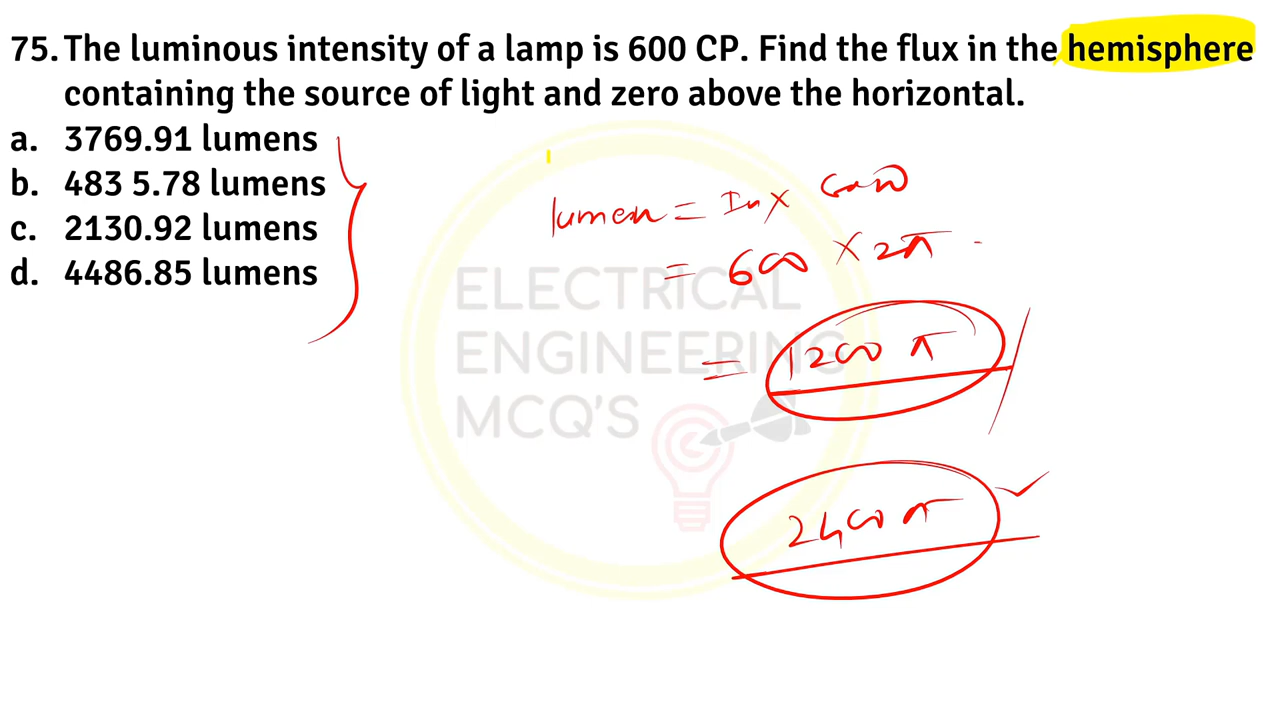 75. The luminous intensity of a lamp is 600 CP. Find the flux in the hemisphere
containing the source of light and zero above the horizontal.
a. 3769.91 lumens
b. 483 5.78 lumens
c. 2130.92 lumens
d. 4486.85 lumens
lumen = In x
= 600 x 2π
= 1200 π
2400 π
ELECTRICAL
ENGINEERING
MCQ'S